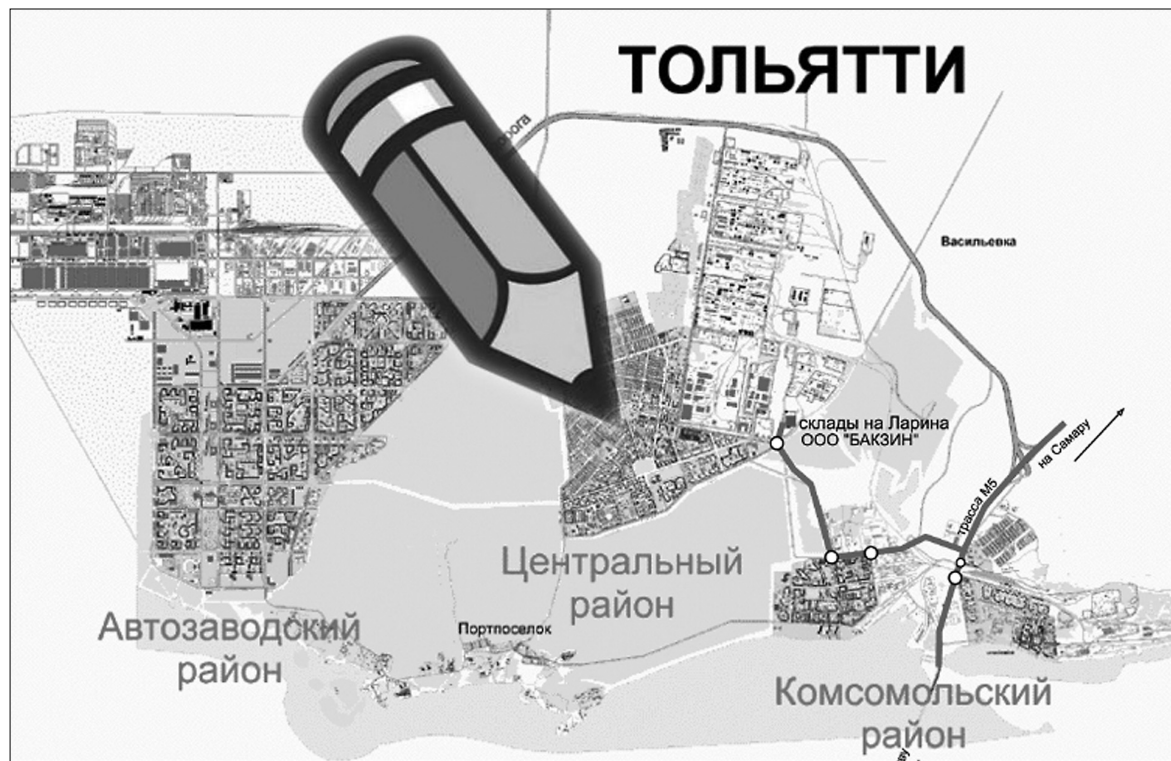 ТОЛЬЯТТИ
Васильевка
склады на Ларина
ООО "БАКЗИН"
на Самару
трасса М5
Центральный
район
Автозаводский
район
Портпоселок
Комсомольский
район